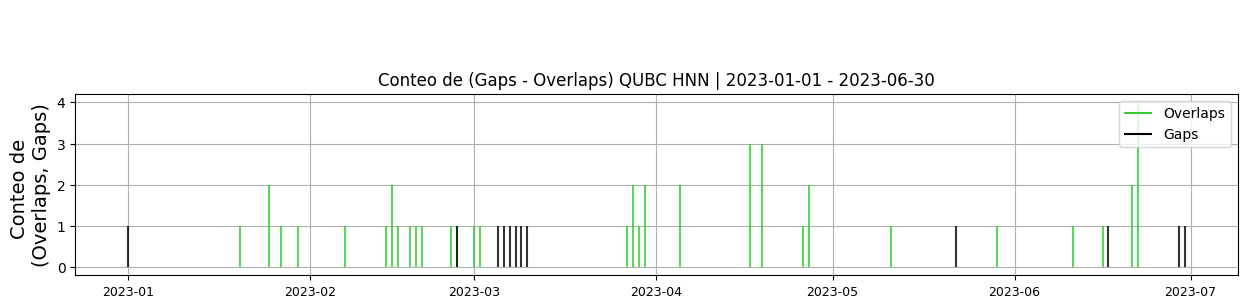 Conteo de (Gaps - Overlaps) QUBC HNN | 2023-01-01 - 2023-06-30
Conteo de
(Overlaps, Gaps)
4
3
2
1
0
Overlaps
Gaps
2023-01
2023-02
2023-03
2023-04
2023-05
2023-06
2023-07